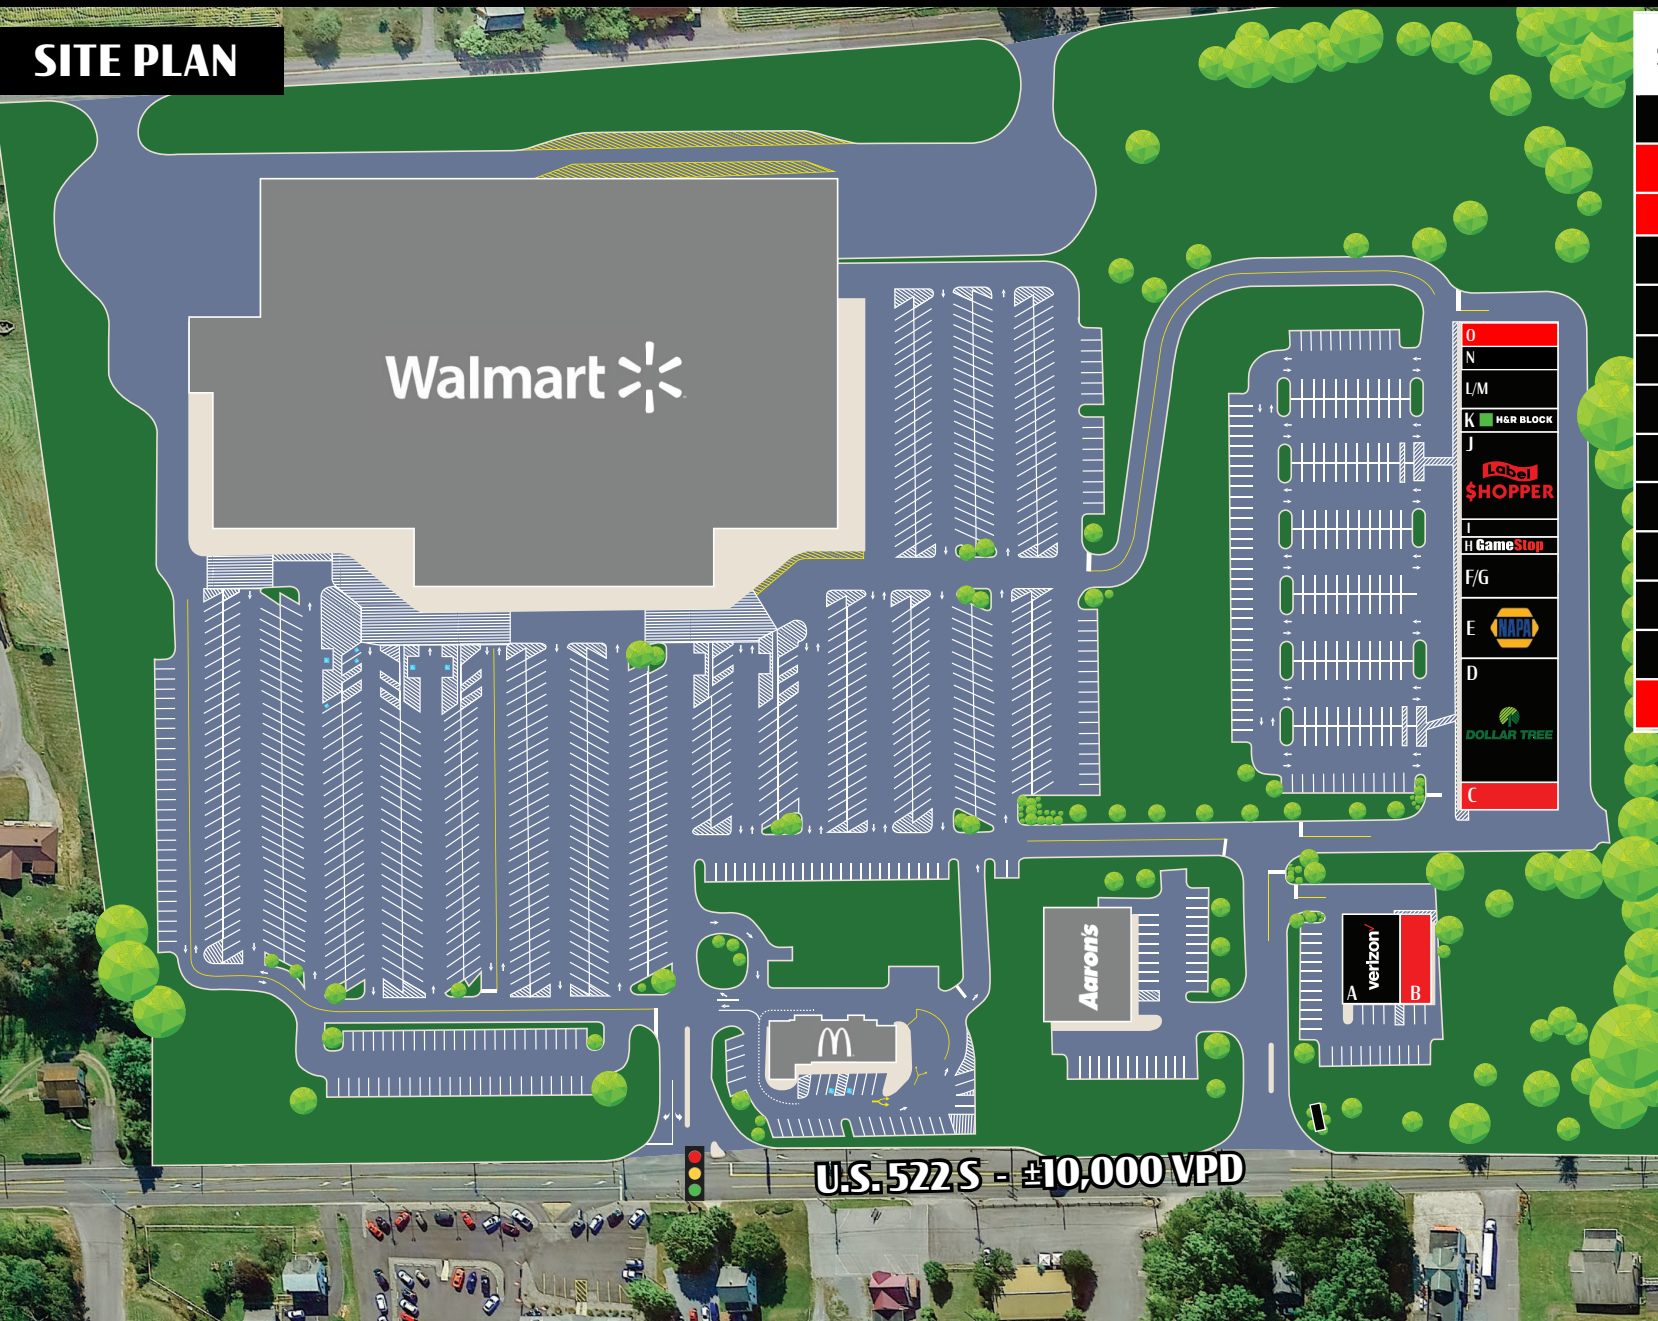 SITE PLAN
Walmart
O
N
L/M
K H&R BLOCK
J
Label
$HOPPER
I
H GameStop
F/G
E NAPA
D
DOLLAR TREE
C
Aaron's
A verizon B
U.S. 522 S - ±10,000 VPD